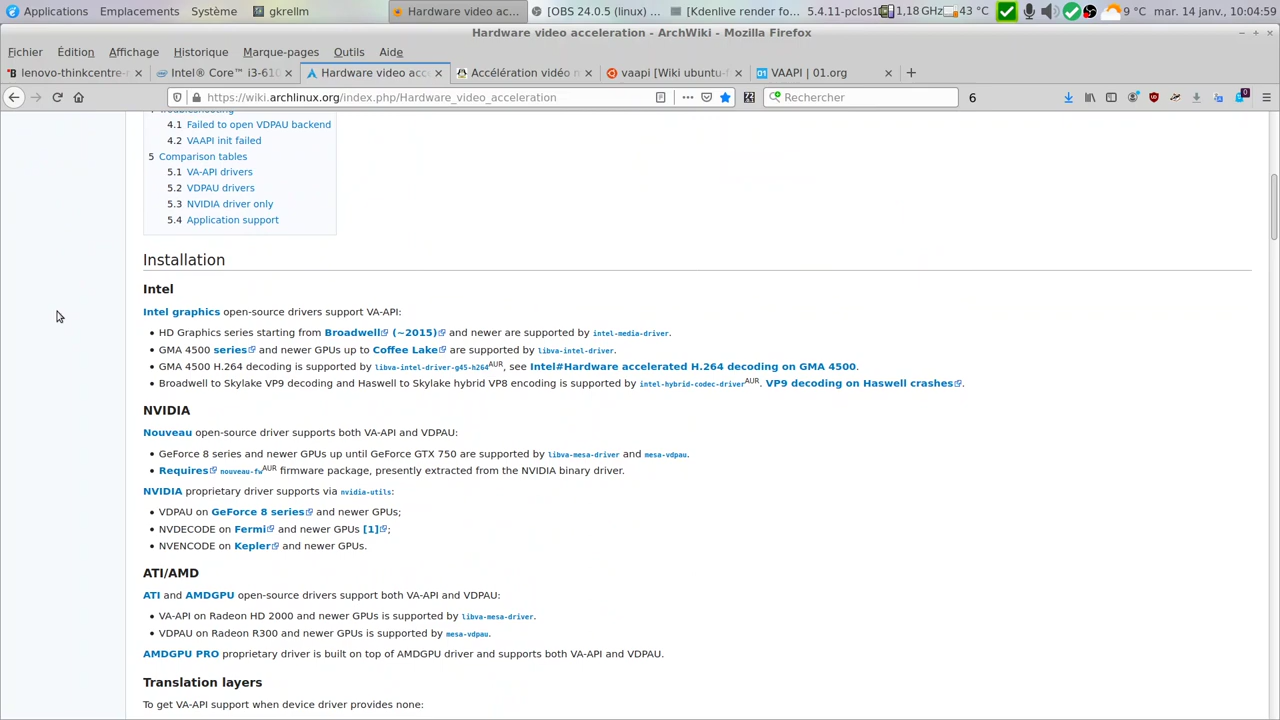 Applications Emplacements Système gkrellm Hardware video ac... [OBS 24.0.5 (linux) ... [Kdenlive render fo... 5.4.11-pclos1 1,18 GHz 43 °C 9 °C mar. 14 janv., 10:04:59
Hardware video acceleration - ArchWiki - Mozilla Firefox
Fichier Édition Affichage Historique Marque-pages Outils Aide
lenovo-thinkcentre- Intel® Core™ i3-610 Hardware video acce Accélération vidéo vaapi [Wiki ubuntu-f VAAPI | 01.org
https://wiki.archlinux.org/index.php/Hardware_video_acceleration Rechercher 6 0
4 Troubleshooting
4.1 Failed to open VDPAU backend
4.2 VAAPI init failed
5 Comparison tables
5.1 VA-API drivers
5.2 VDPAU drivers
5.3 NVIDIA driver only
5.4 Application support
Installation
Intel
Intel graphics open-source drivers support VA-API:
• HD Graphics series starting from Broadwell (~2015) and newer are supported by intel-media-driver.
• GMA 4500 series and newer GPUs up to Coffee Lake are supported by libva-intel-driver.
• GMA 4500 H.264 decoding is supported by libva-intel-driver-g45-h264AUR, see Intel#Hardware accelerated H.264 decoding on GMA 4500.
• Broadwell to Skylake VP9 decoding and Haswell to Skylake hybrid VP8 encoding is supported by intel-hybrid-codec-driverAUR. VP9 decoding on Haswell crashes.
NVIDIA
Nouveau open-source driver supports both VA-API and VDPAU:
• GeForce 8 series and newer GPUs up until GeForce GTX 750 are supported by libva-mesa-driver and mesa-vdpau.
• Requires nouveau-fwAUR firmware package, presently extracted from the NVIDIA binary driver.
NVIDIA proprietary driver supports via nvidia-utils:
• VDPAU on GeForce 8 series and newer GPUs;
• NVDECODE on Fermi and newer GPUs [1];
• NVENCODE on Kepler and newer GPUs.
ATI/AMD
ATI and AMDGPU open-source drivers support both VA-API and VDPAU:
• VA-API on Radeon HD 2000 and newer GPUs is supported by libva-mesa-driver.
• VDPAU on Radeon R300 and newer GPUs is supported by mesa-vdpau.
AMDGPU PRO proprietary driver is built on top of AMDGPU driver and supports both VA-API and VDPAU.
Translation layers
To get VA-API support when device driver provides none: